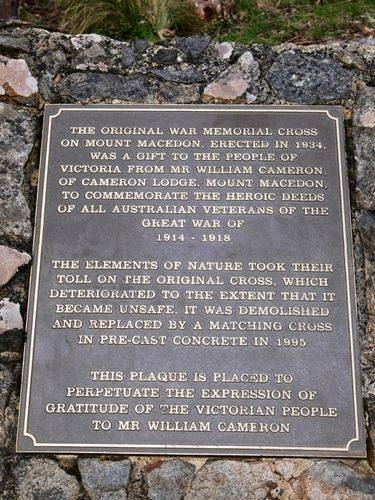 THE ORIGINAL WAR MEMORIAL CROSS
ON MOUNT MACEDON, ERECTED IN 1934,
WAS A GIFT TO THE PEOPLE OF
VICTORIA FROM MR WILLIAM CAMERON,
OF CAMERON LODGE, MOUNT MACEDON,
TO COMMEMORATE THE HEROIC DEEDS
OF ALL AUSTRALIAN VETERANS OF THE
GREAT WAR OF
1914 - 1918
THE ELEMENTS OF NATURE TOOK THEIR
TOLL ON THE ORIGINAL CROSS, WHICH
DETERIORATED TO THE EXTENT THAT IT
BECAME UNSAFE. IT WAS DEMOLISHED
AND REPLACED BY A MATCHING CROSS
IN PRE-CAST CONCRETE IN 1995
THIS PLAQUE IS PLACED TO
PERPETUATE THE EXPRESSION OF
GRATITUDE OF THE VICTORIAN PEOPLE
TO MR WILLIAM CAMERON